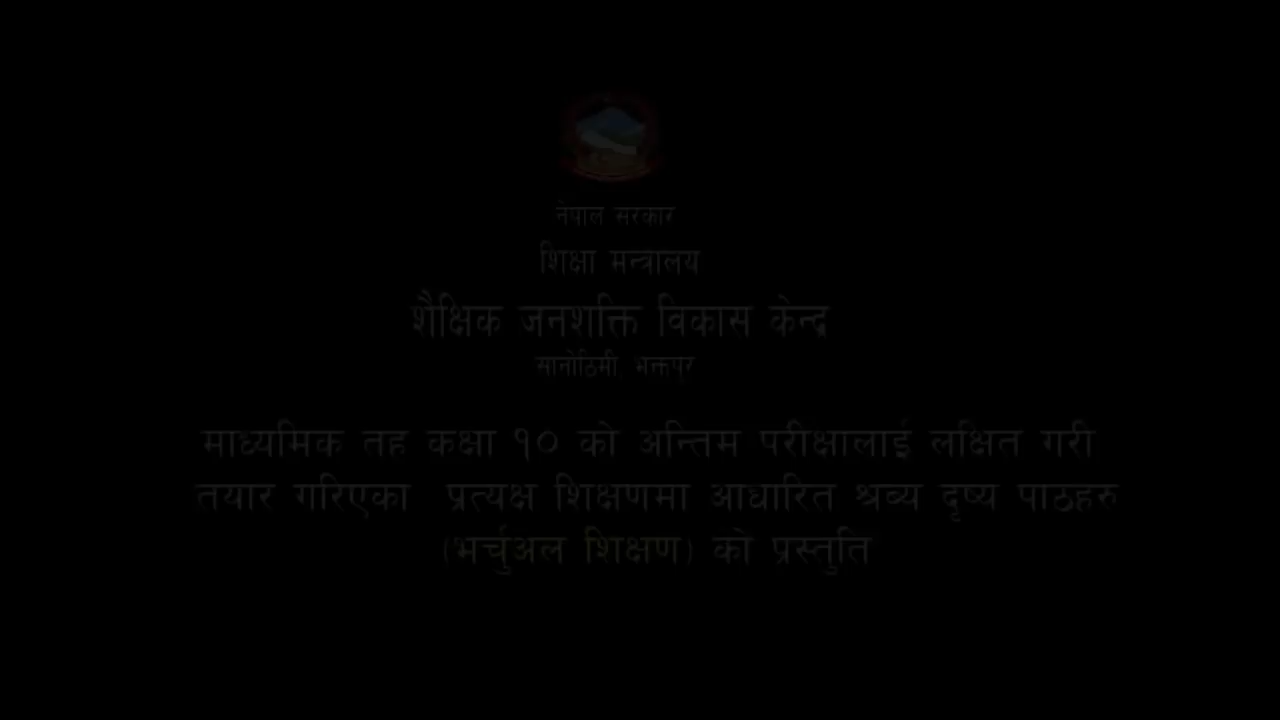 नेपाल सरकार
शिक्षा मन्त्रालय
शैक्षिक जनशक्ति विकास केन्द्र
सानोठिमी, भक्तपुर
माध्यमिक तह कक्षा १० को अन्तिम परीक्षालाई लक्षित गरी
तयार गरिएका प्रत्यक्ष शिक्षणमा आधारित श्रव्य दृष्य पाठहरु
(भर्चुअल शिक्षण) को प्रस्तुति